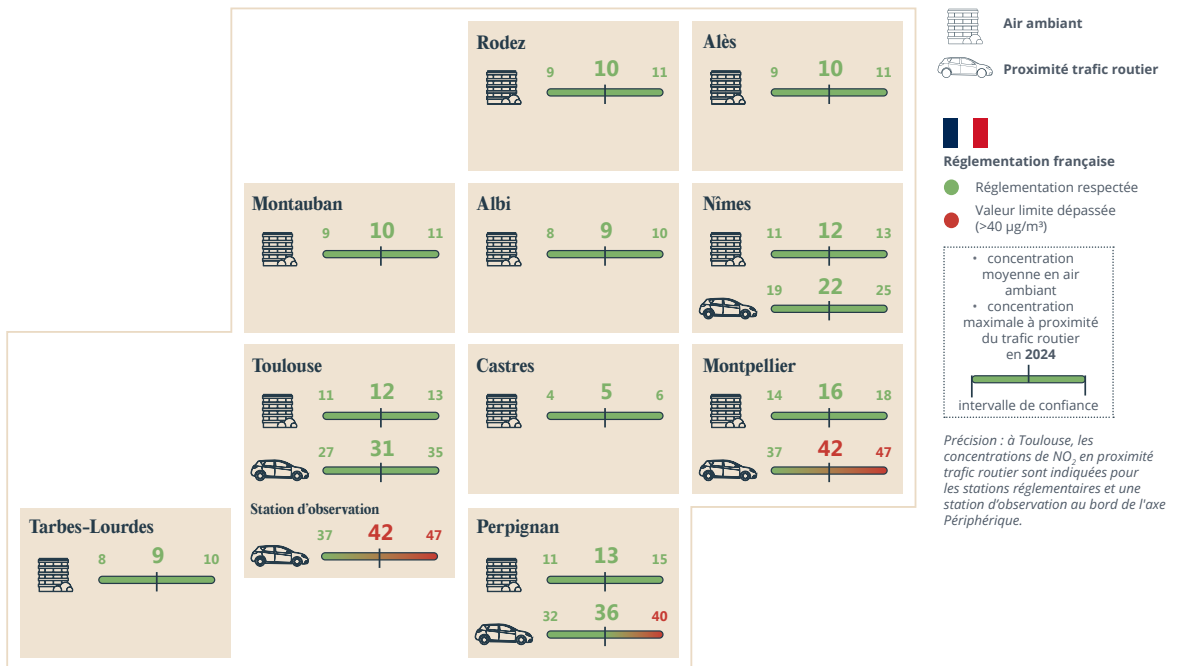 Rodez
9 10 11
Alès
9 10 11
Montauban
9 10 11
Albi
8 9 10
Nîmes
11 12 13
19 22 25
Toulouse
11 12 13
27 31 35
Station d'observation
37 42 47
Castres
4 5 6
Montpellier
14 16 18
37 42 47
Tarbes-Lourdes
8 9 10
Perpignan
11 13 15
32 36 40
Air ambiant
Proximité trafic routier
Réglementation française
Réglementation respectée
Valeur limite dépassée
(>40 µg/m³)
• concentration
moyenne en air
ambiant
• concentration
maximale à proximité
du trafic routier
en 2024
intervalle de confiance
Précision : à Toulouse, les
concentrations de NO₂ en proximité
trafic routier sont indiquées pour
les stations réglementaires et une
station d'observation au bord de l'axe
Périphérique.